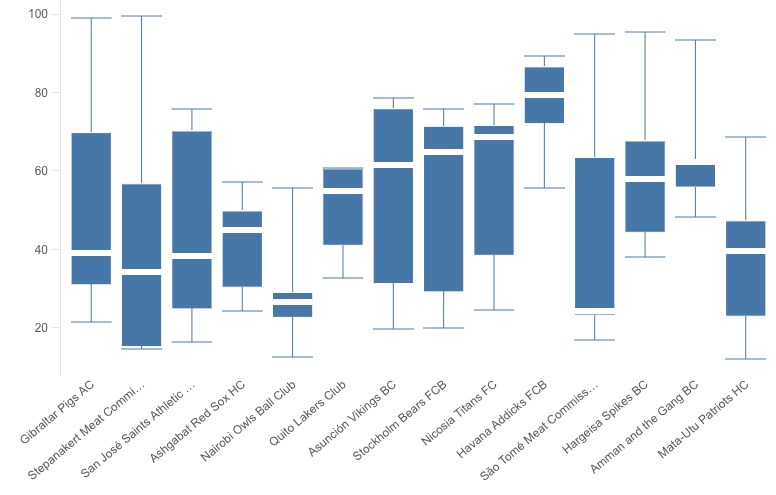 100
80
60
40
20
Gibraltar Pigs AC
Stepanakert Meat Commi…
San José Saints Athletic …
Ashgabat Red Sox HC
Nairobi Owls Ball Club
Quito Lakers Club
Asunción Vikings BC
Stockholm Bears FCB
Nicosia Titans FC
Havana Addicks FCB
São Tomé Meat Commiss…
Hargeisa Spikes BC
Amman and the Gang BC
Mata-Utu Patriots HC